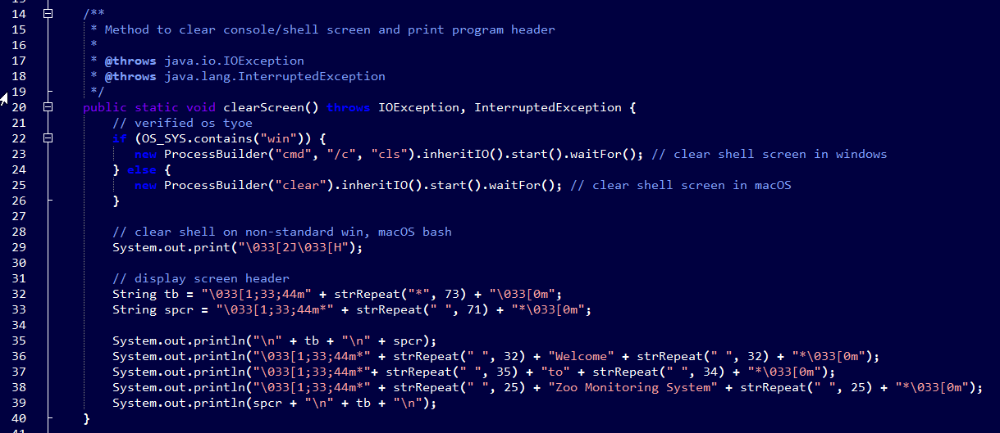 14 /**
15 * Method to clear console/shell screen and print program header
16 *
17 * @throws java.io.IOException
18 * @throws java.lang.InterruptedException
19 */
20 public static void clearScreen() throws IOException, InterruptedException {
21 // verified os tyoe
22 if (OS_SYS.contains("win")) {
23 new ProcessBuilder("cmd", "/c", "cls").inheritIO().start().waitFor(); // clear shell screen in windows
24 } else {
25 new ProcessBuilder("clear").inheritIO().start().waitFor(); // clear shell screen in macOS
26 }
27
28 // clear shell on non-standard win, macOS bash
29 System.out.print("\033[2J\033[H");
30
31 // display screen header
32 String tb = "\033[1;33;44m" + strRepeat("*", 73) + "\033[0m";
33 String spcr = "\033[1;33;44m*" + strRepeat(" ", 71) + "*\033[0m";
34
35 System.out.println("\n" + tb + "\n" + spcr);
36 System.out.println("\033[1;33;44m*" + strRepeat(" ", 32) + "Welcome" + strRepeat(" ", 32) + "*\033[0m");
37 System.out.println("\033[1;33;44m*"+ strRepeat(" ", 35) + "to" + strRepeat(" ", 34) + "*\033[0m");
38 System.out.println("\033[1;33;44m*" + strRepeat(" ", 25) + "Zoo Monitoring System" + strRepeat(" ", 25) + "*\033[0m");
39 System.out.println(spcr + "\n" + tb + "\n");
40 }